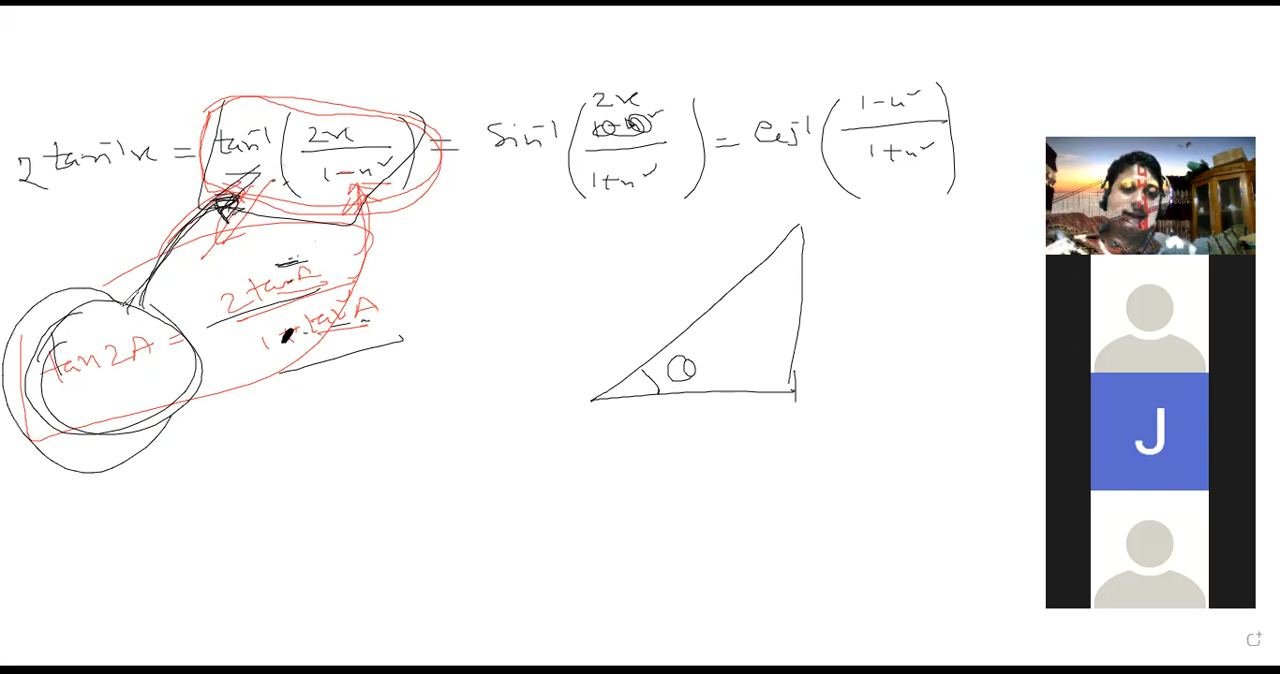 2 tan⁻¹x = tan⁻¹(2x/1-x²) = sin⁻¹(2x/1+x²) = cos⁻¹(1-x²/1+x²)
tan 2A = 2 tan A/1 - tan²A
θ
J